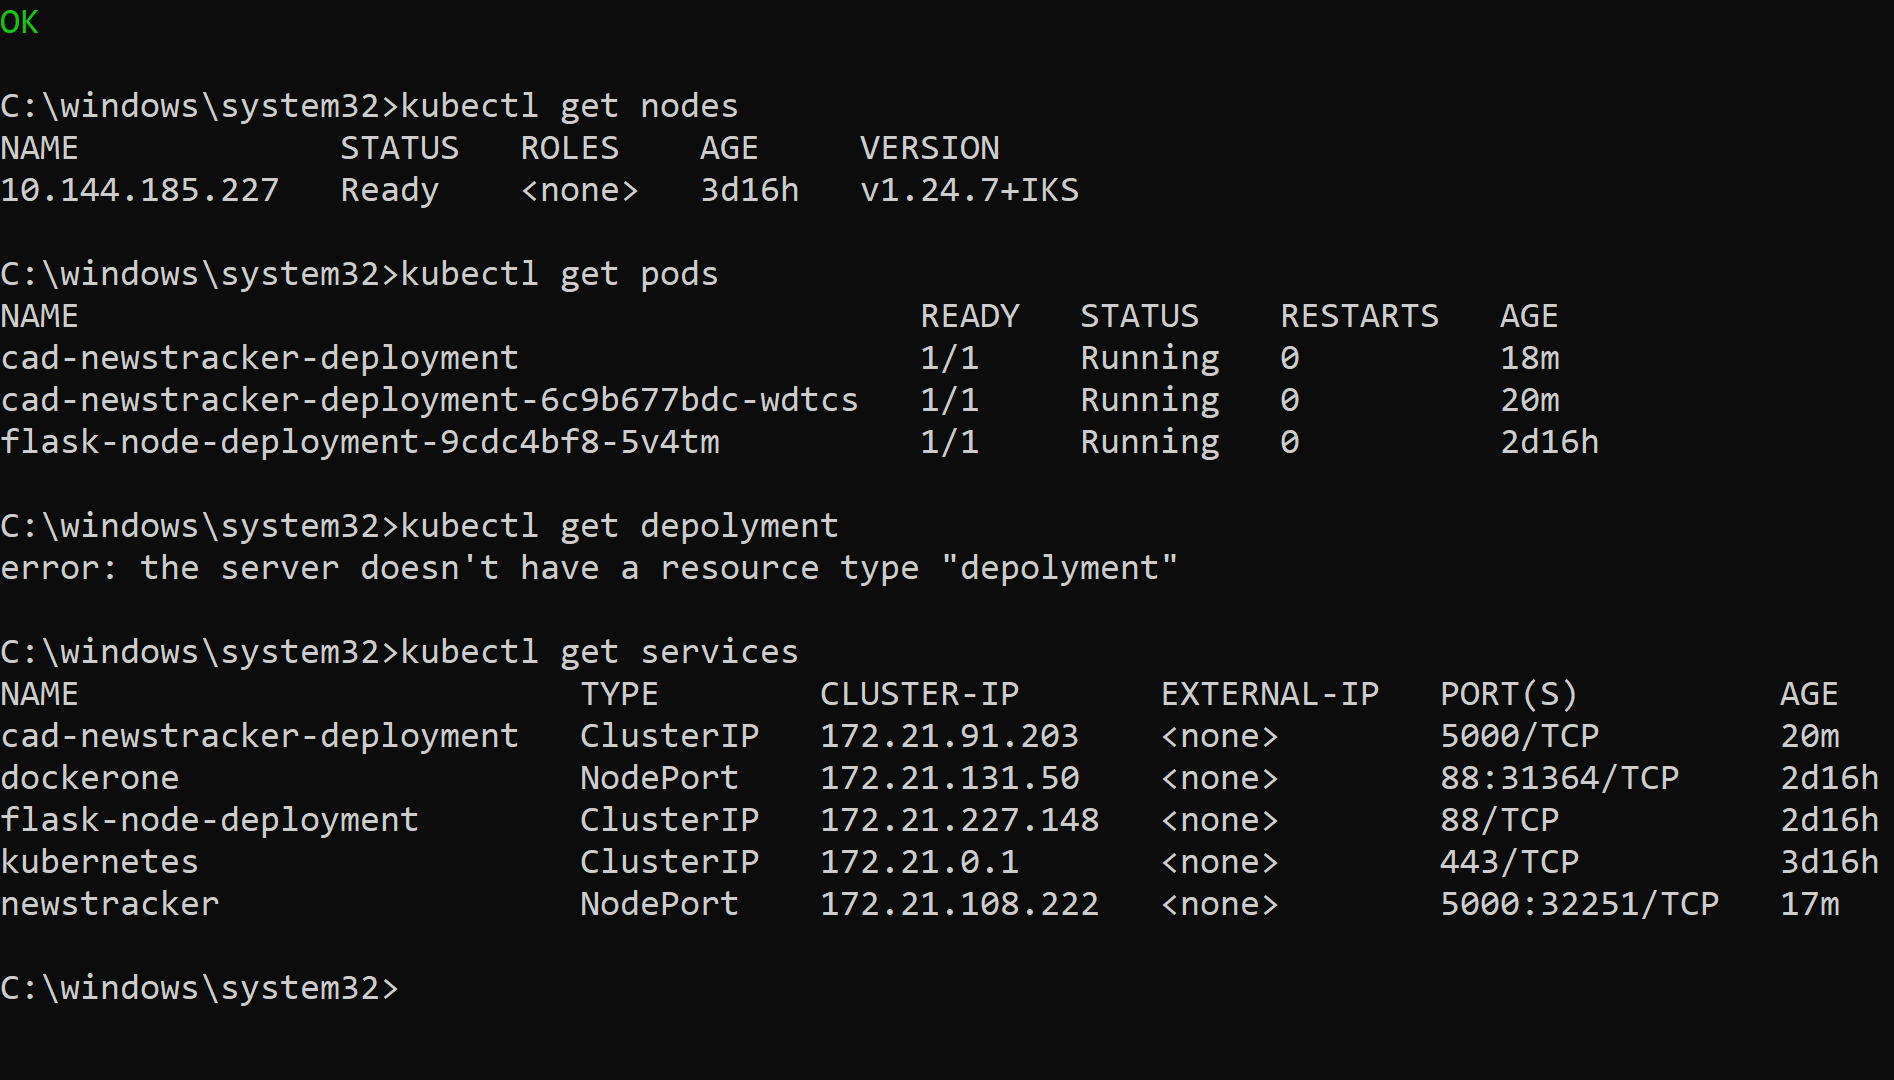 OK
C:\windows\system32>kubectl get nodes
NAME             STATUS   ROLES    AGE     VERSION
10.144.185.227   Ready    <none>   3d16h   v1.24.7+IKS
C:\windows\system32>kubectl get pods
NAME                                          READY   STATUS    RESTARTS   AGE
cad-newstracker-deployment                    1/1     Running   0          18m
cad-newstracker-deployment-6c9b677bdc-wdtcs   1/1     Running   0          20m
flask-node-deployment-9cdc4bf8-5v4tm          1/1     Running   0          2d16h
C:\windows\system32>kubectl get depolyment
error: the server doesn't have a resource type "depolyment"
C:\windows\system32>kubectl get services
NAME                         TYPE        CLUSTER-IP       EXTERNAL-IP   PORT(S)          AGE
cad-newstracker-deployment   ClusterIP   172.21.91.203    <none>        5000/TCP         20m
dockerone                    NodePort    172.21.131.50    <none>        88:31364/TCP     2d16h
flask-node-deployment        ClusterIP   172.21.227.148   <none>        88/TCP           2d16h
kubernetes                   ClusterIP   172.21.0.1       <none>        443/TCP          3d16h
newstracker                  NodePort    172.21.108.222   <none>        5000:32251/TCP   17m
C:\windows\system32>